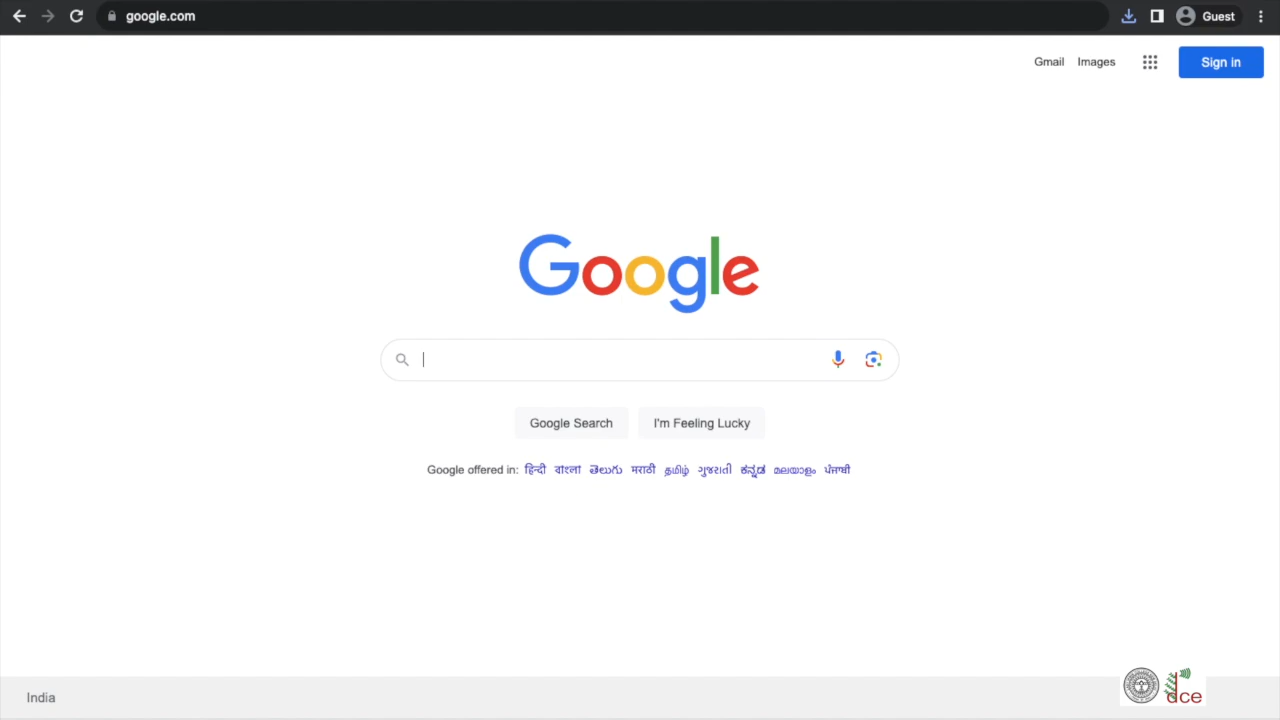 google.com
Guest
Gmail Images
Sign in
Google
Google Search I'm Feeling Lucky
Google offered in: हिन्दी বাংলা తెలుగు मराठी தமிழ் ગુજરાતી ಕನ್ನಡ മലയാളം ਪੰਜਾਬੀ
India
dce